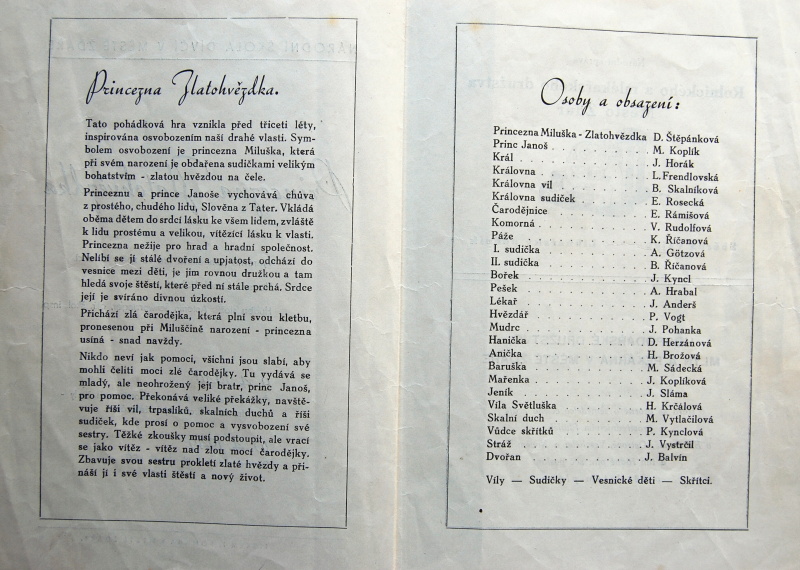 Princezna Zlatohvězdka.
Tato pohádková hra vznikla před třiceti léty,
inspirována osvobozením naší drahé vlasti. Sym-
bolem osvobození je princezna Miluška, která
při svém narození je obdařena sudičkami velikým
bohatstvím - zlatou hvězdou na čele.
Princeznu a prince Janoše vychovává chůva
z prostého, chudého lidu, Slověna z Tater. Vkládá
oběma dětem do srdcí lásku ke všem lidem, zvláště
k lidu prostému a velikou, vítězící lásku k vlasti.
Princezna nežije pro hrad a hradní společnost.
Nelíbí se jí stálé dvoření a upjatost, odchází do
vesnice mezi děti, je jim rovnou družkou a tam
hledá svoje štěstí, které před ní stále prchá. Srdce
její je svíráno divnou úzkostí.
Přichází zlá čarodějka, která plní svou kletbu,
pronesenou při Miluščině narození - princezna
usíná - snad navždy.
Nikdo neví jak pomoci, všichni jsou slabí, aby
mohli čeliti moci zlé čarodějky. Tu vydává se
mladý, ale neohrožený její bratr, princ Janoš,
pro pomoc. Překonává veliké překážky, navště-
vuje říši vil, trpaslíků, skalních duchů a říši
sudiček, kde prosí o pomoc a vysvobození své
sestry. Těžké zkoušky musí podstoupit, ale vrací
se jako vítěz - vítěz nad zlou mocí čarodějky.
Zbavuje svou sestru prokletí zlaté hvězdy a při-
náší jí i své vlasti štěstí a nový život.
Osoby a obsazení:
Princezna Miluška - Zlatohvězdka D. Štěpánková
Princ Janoš . . . . . . . . . . M. Koplík
Král . . . . . . . . . . . . . J. Horák
Královna . . . . . . . . . . . L. Frendlovská
Královna vil . . . . . . . . . . B. Skalníková
Královna sudiček . . . . . . . . E. Rosecká
Čarodějnice . . . . . . . . . . E. Rámišová
Komorná . . . . . . . . . . . V. Rudolfová
Páže . . . . . . . . . . . . . K. Říčanová
I. sudička . . . . . . . . . . A. Götzová
II. sudička . . . . . . . . . . B. Říčanová
Bořek . . . . . . . . . . . . J. Kyncl
Pešek . . . . . . . . . . . . A. Hrabal
Lékař . . . . . . . . . . . . J. Anderš
Hvězdář . . . . . . . . . . . P. Vogt
Mudrc . . . . . . . . . . . . J. Pohanka
Hanička . . . . . . . . . . . D. Herzánová
Anička . . . . . . . . . . . . H. Brožová
Baruška . . . . . . . . . . . M. Sádecká
Mařenka . . . . . . . . . . . J. Koplíková
Jeník . . . . . . . . . . . . J. Sláma
Víla Světluška . . . . . . . . . H. Krčálová
Skalní duch . . . . . . . . . . M. Vytlačilová
Vůdce skřítků . . . . . . . . . P. Kynclová
Stráž . . . . . . . . . . . . J. Vystrčil
Dvořan . . . . . . . . . . . J. Balvín
Víly — Sudičky — Vesnické děti — Skřítci.